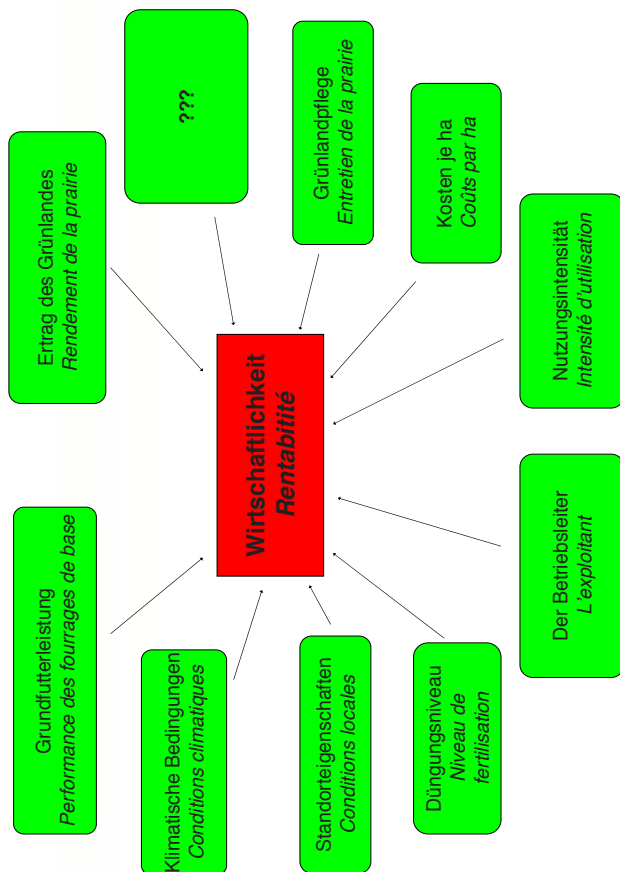 Grundfutterleistung
Performance des fourrages de base
Ertrag des Grünlandes
Rendement de la prairie
Klimatische Bedingungen
Conditions climatiques
???
Wirtschaftlichkeit
Rentabitité
Standorteigenschaften
Conditions locales
Grünlandpflege
Entretien de la prairie
Düngungsniveau
Niveau de
fertilisation
Kosten je ha
Coûts par ha
Der Betriebsleiter
L'exploitant
Nutzungsintensität
Intensité d'utilisation